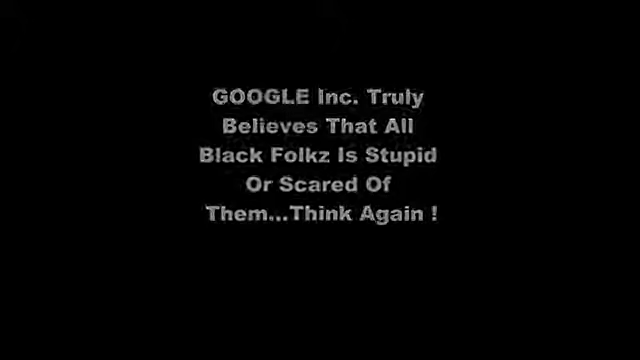 GOOGLE Inc. Truly
Believes That All
Black Folkz Is Stupid
Or Scared Of
Them...Think Again !